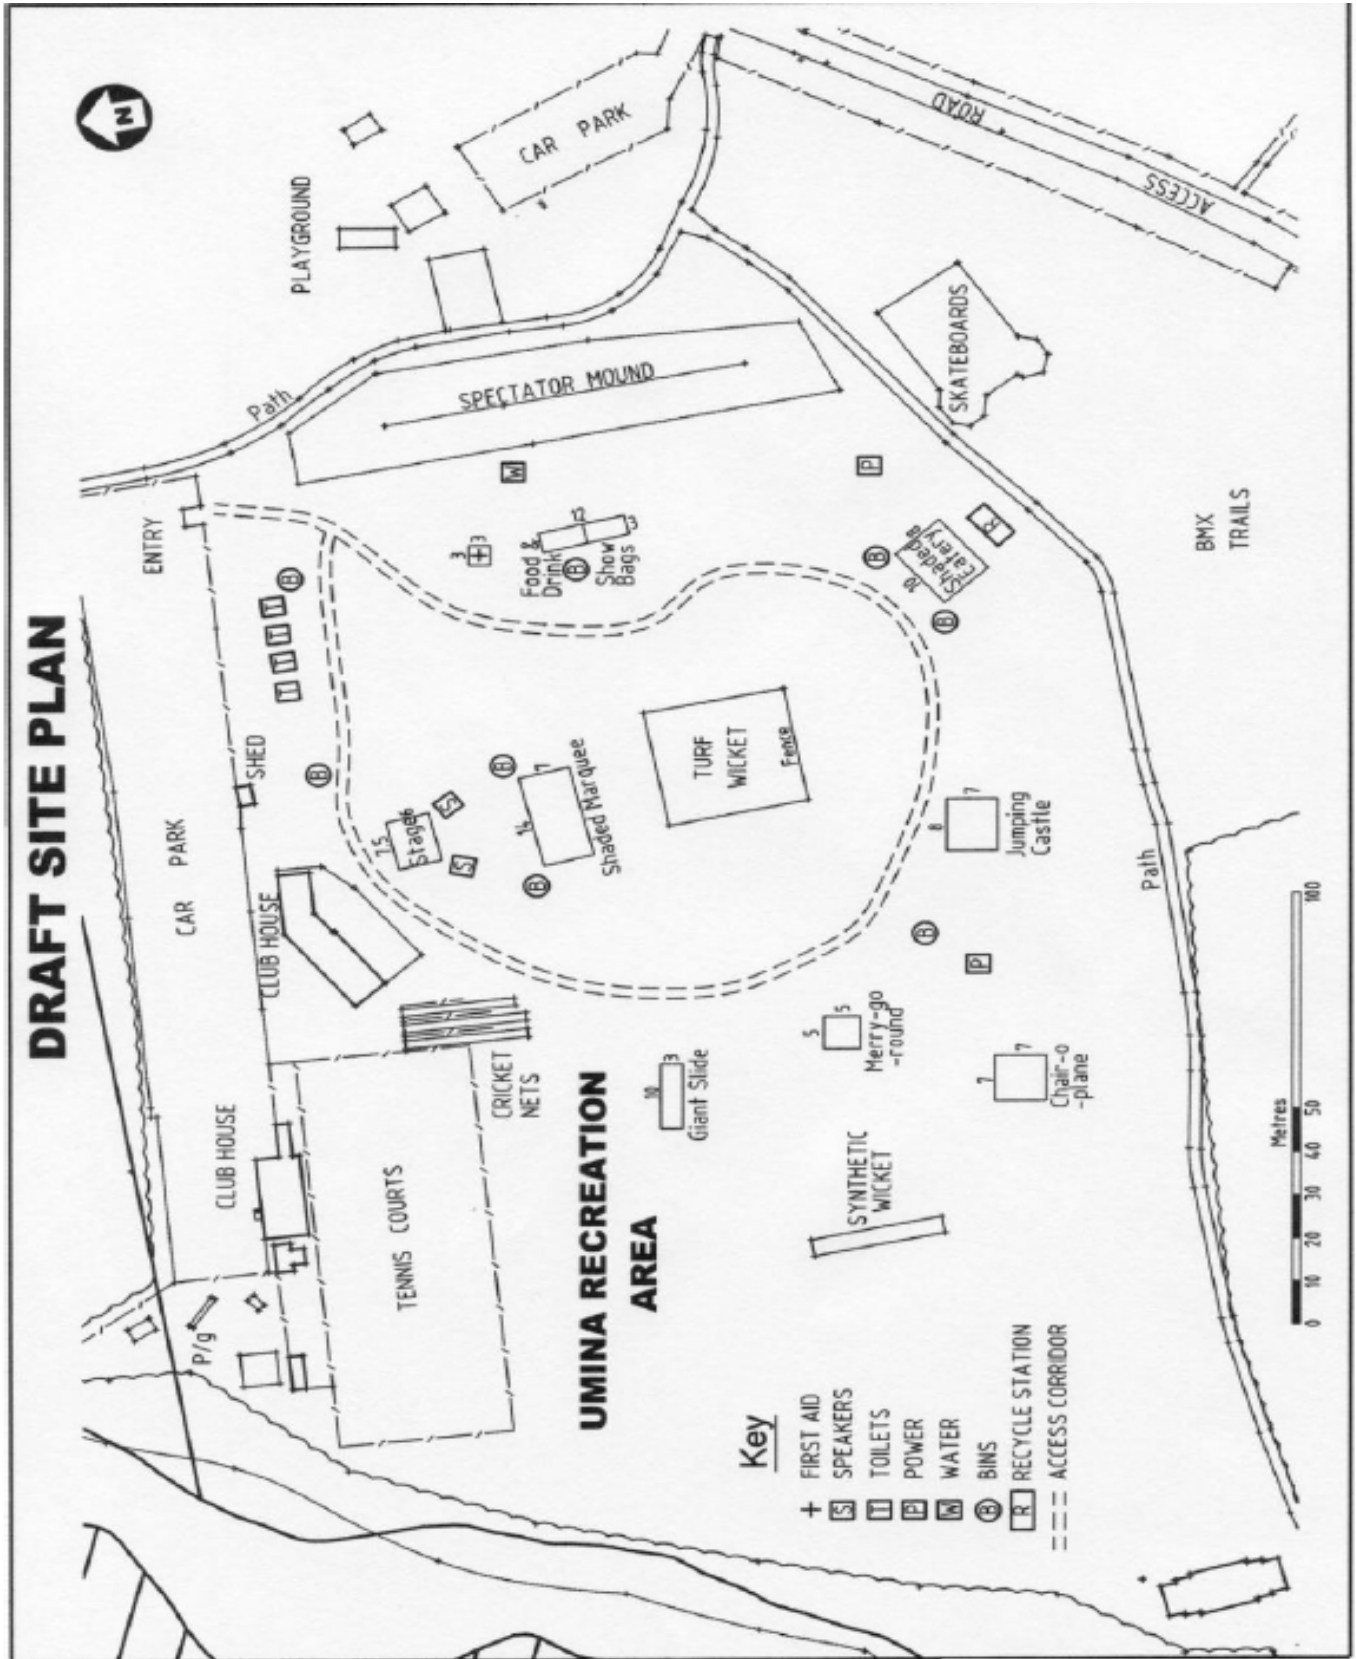 DRAFT SITE PLAN
N
PLAYGROUND
CAR PARK
ROAD
ACCESS
Path
SPECTATOR MOUND
SKATEBOARDS
ENTRY
W
P
BMX
TRAILS
3
3
Food &
Drink
8
12
3
Show
Bags
B
R
Shaded
Eatery
8
10
B
B
B
T
T
T
T
SHED
CAR PARK
B
7.5
Stage
6
S
S
B
14
7
Shaded Marquee
B
TURF
WICKET
Fence
8
7
Jumping
Castle
Path
CLUB HOUSE
B
P
CRICKET
NETS
5
5
Merry-go
-round
10
3
Giant Slide
7
7
Chair-o
-plane
CLUB HOUSE
TENNIS COURTS
UMINA RECREATION
AREA
SYNTHETIC
WICKET
P/g
Key
+ FIRST AID
S SPEAKERS
T TOILETS
P POWER
W WATER
B BINS
R RECYCLE STATION
=== ACCESS CORRIDOR
Metres
0 10 20 30 40 50 100